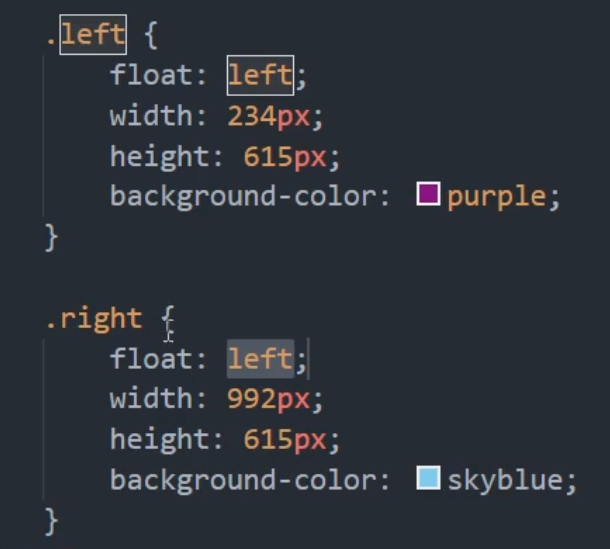 .left {
    float: left;
    width: 234px;
    height: 615px;
    background-color: purple;
}
.right {
    float: left;
    width: 992px;
    height: 615px;
    background-color: skyblue;
}